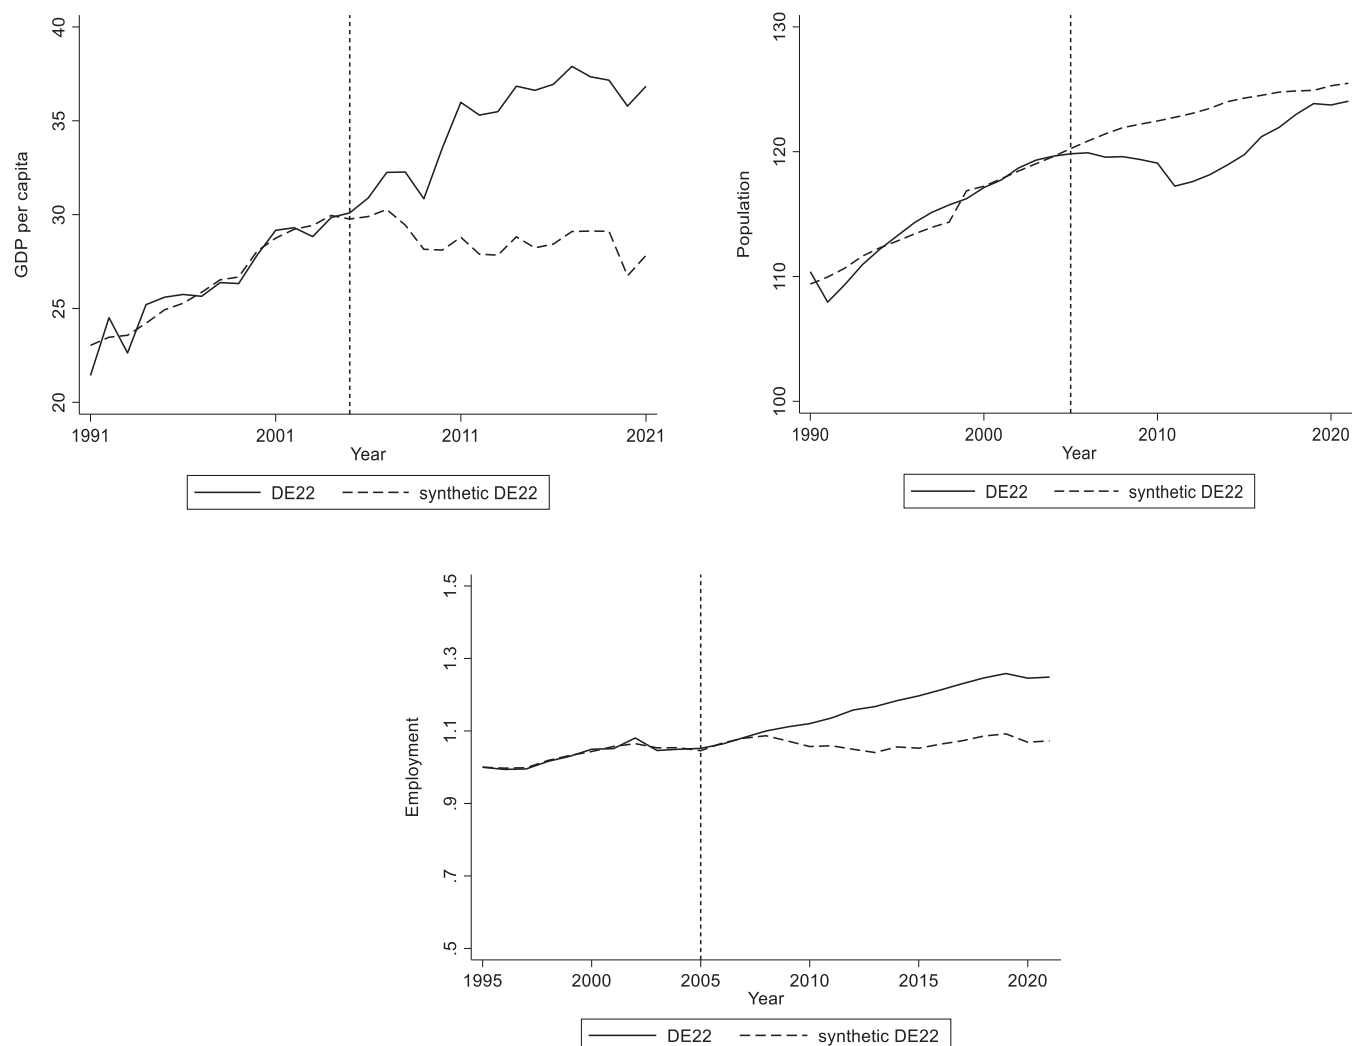 GDP per capita
40
35
30
25
20
1991 2001 2011 2021
Year
DE22 synthetic DE22
Population
130
120
110
100
1990 2000 2010 2020
Year
DE22 synthetic DE22
Employment
1.5
1.3
1.1
.9
.7
.5
1995 2000 2005 2010 2015 2020
Year
DE22 synthetic DE22